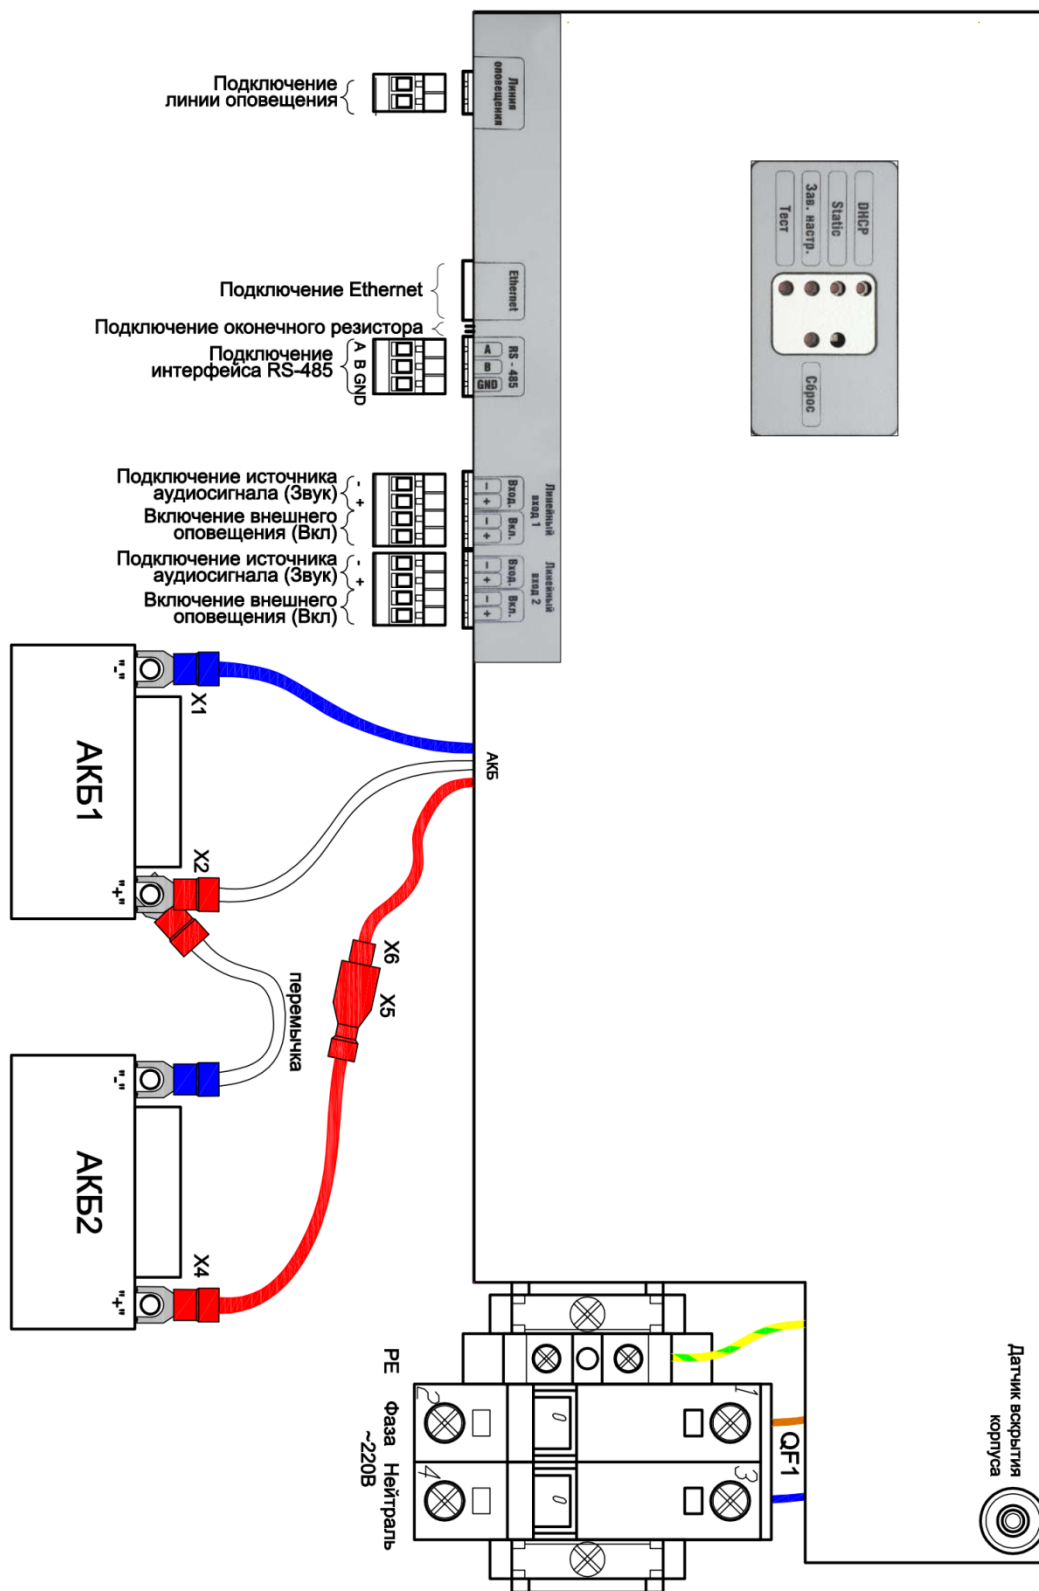 Подключение
линии оповещения
Линия
оповещения
DHCP
Static
Зав. настр.
Тест
Сброс
Подключение Ethernet
Ethernet
Подключение оконечного резистора
Подключение
интерфейса RS-485
A
B
GND
A
B
GND
RS - 485
Подключение источника
аудиосигнала (Звук)
-
+
Включение внешнего
оповещения (Вкл)
Вход.
-
+
Вкл.
-
+
Линейный
вход 1
Подключение источника
аудиосигнала (Звук)
-
+
Включение внешнего
оповещения (Вкл)
Вход.
-
+
Вкл.
-
+
Линейный
вход 2
"-"
X1
АКБ1
АКБ
X2
"+"
X6
X5
перемычка
"-"
АКБ2
X4
"+"
PE
Фаза
Нейтраль
~220В
2
0
1
4
0
3
QF1
Датчик вскрытия
корпуса